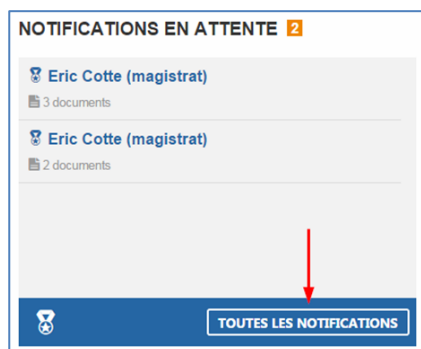 NOTIFICATIONS EN ATTENTE 2
Eric Cotte (magistrat)
3 documents
Eric Cotte (magistrat)
2 documents
TOUTES LES NOTIFICATIONS